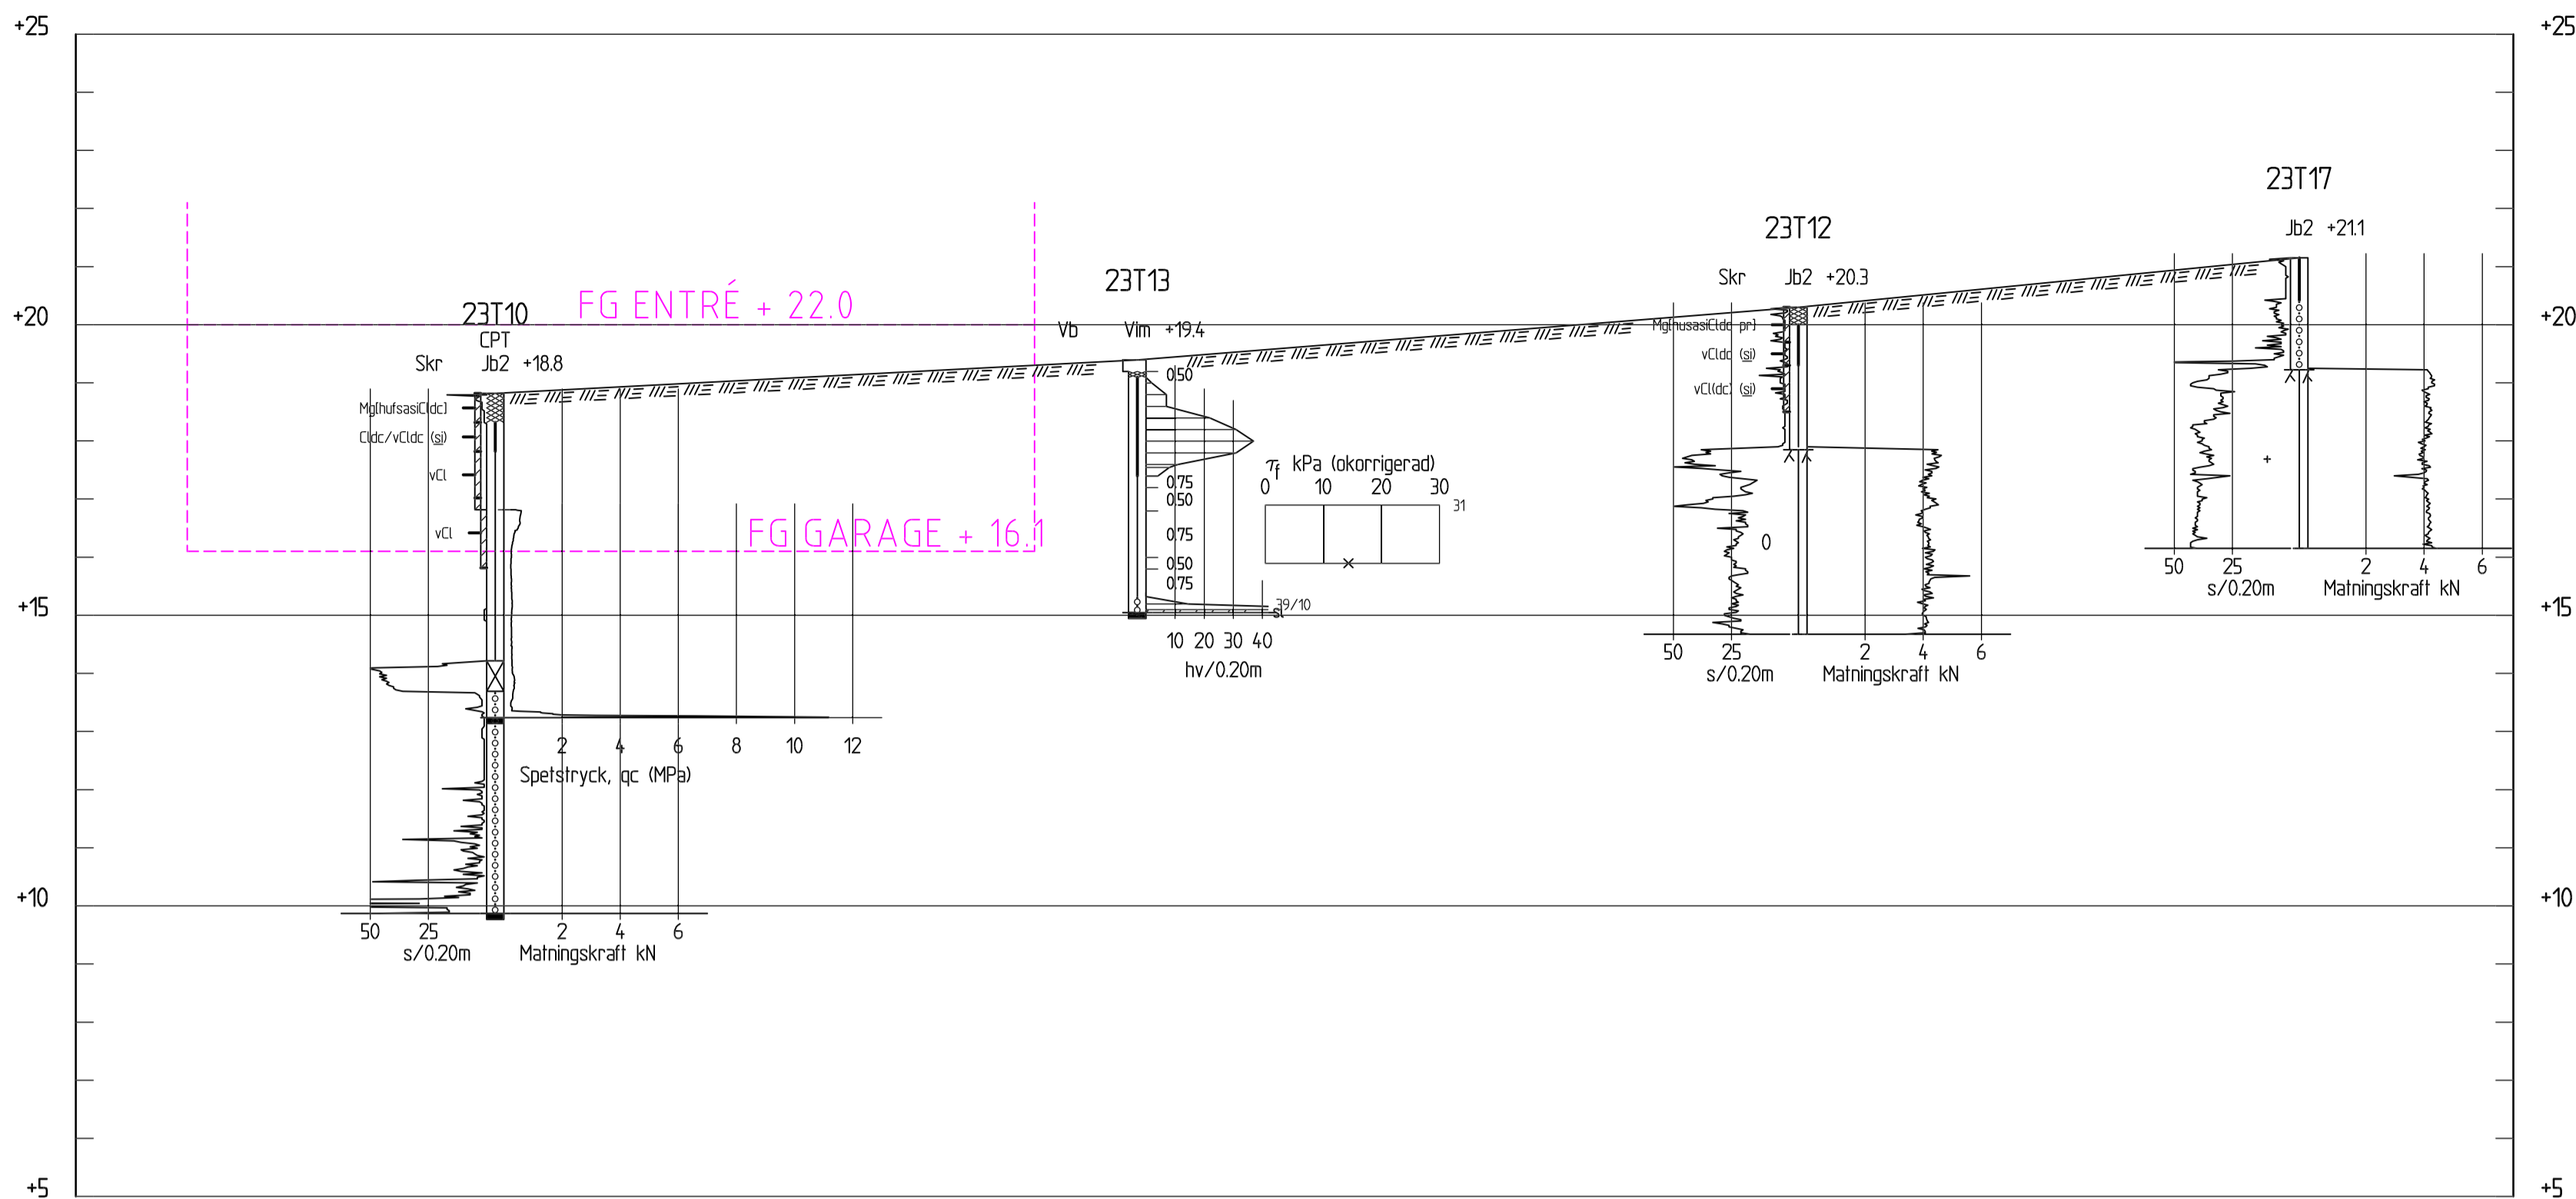 +25
+25
23T17
Jb2 +21.1
23T12
Skr Jb2 +20.3
23T13
Vb Vim +19.4
FG ENTRÉ + 22.0
23T10
CPT
Skr Jb2 +18.8
+20
+20
Mg[husasiCldc pr]
vCldc (si)
vCl(dc) (si)
Mg[hufsasiCldc]
Cldc/vCldc (si)
vCl
vCl
0.50
0.75
0.50
0.75
0.50
0.75
τf kPa (okorrigerad)
0 10 20 30
31
FG GARAGE + 16.1
0
+
50 25 2 4 6
s/0.20m Matningskraft kN
+15
+15
39/10
Sl
10 20 30 40
hv/0.20m
50 25 2 4 6
s/0.20m Matningskraft kN
2 4 6 8 10 12
Spetstryck, qc (MPa)
+10
+10
50 25 2 4 6
s/0.20m Matningskraft kN
+5
+5